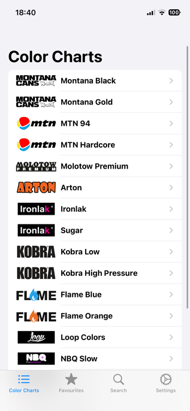 18:40
100
Color Charts
MONTANA CANS Montana Black
MONTANA CANS Montana Gold
mtn MTN 94
mtn MTN Hardcore
MOLOTOW PREMIUM Molotow Premium
ARTON Arton
Ironlak Ironlak
Ironlak Sugar
KOBRA Kobra Low
KOBRA Kobra High Pressure
FLAME Flame Blue
FLAME Flame Orange
Loop Loop Colors
NBQ NBQ Slow
Color Charts Favourites Search Settings